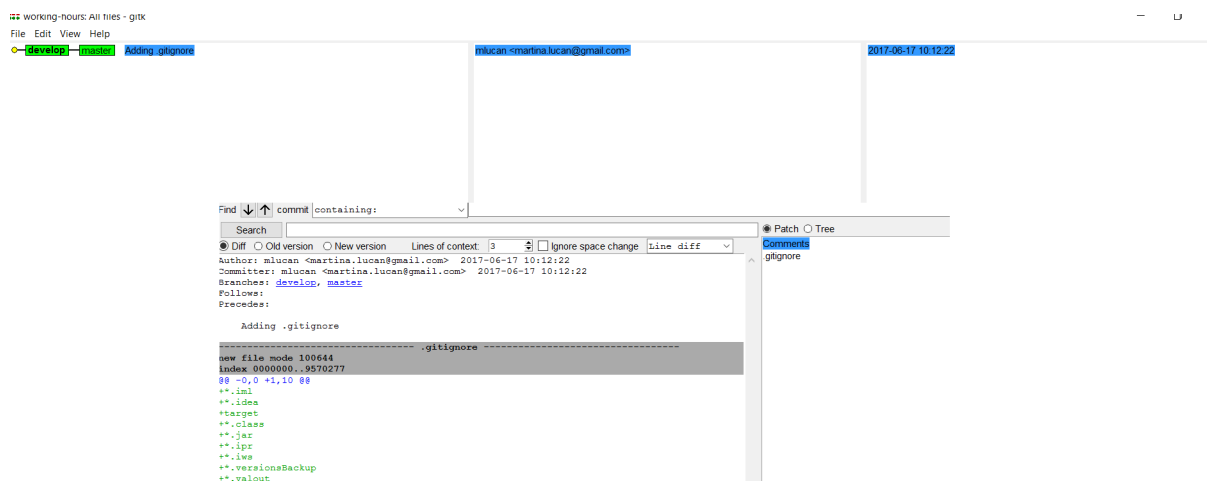 working-hours: All files - gitk
File Edit View Help
develop master Adding .gitignore mlucan <martina.lucan@gmail.com> 2017-06-17 10:12:22
Find commit containing:
Search Patch Tree
Diff Old version New version Lines of context: 3 Ignore space change Line diff Comments
Author: mlucan <martina.lucan@gmail.com> 2017-06-17 10:12:22 .gitignore
Committer: mlucan <martina.lucan@gmail.com> 2017-06-17 10:12:22
Branches: develop, master
Follows:
Precedes:
Adding .gitignore
------------------------------- .gitignore -------------------------------
new file mode 100644
index 0000000..9570277
@@ -0,0 +1,10 @@
+*.iml
+*.idea
+target
+*.class
+*.jar
+*.ipr
+*.iws
+*.versionsBackup
+*.valout